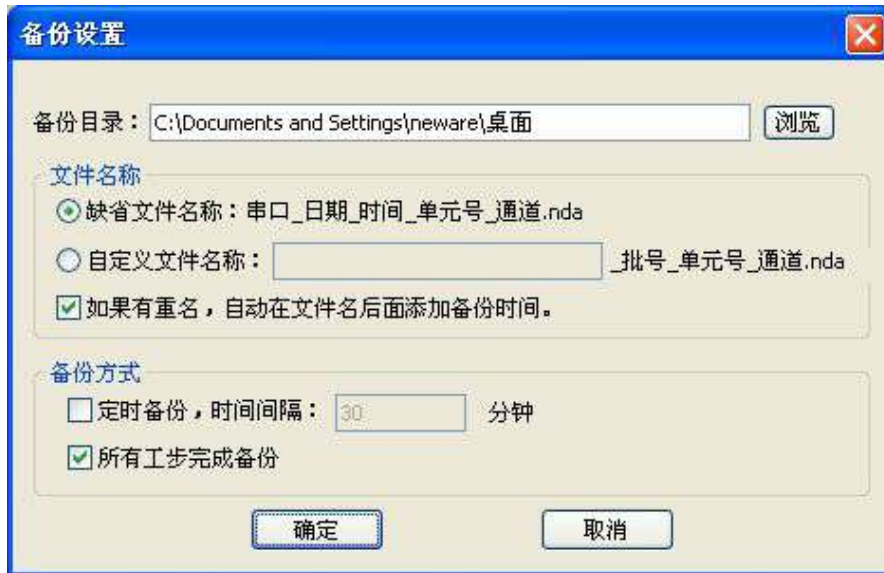 备份设置
备份目录：C:\Documents and Settings\neware\桌面 浏览
文件名称
缺省文件名称：串口_日期_时间_单元号_通道.nda
自定义文件名称： _批号_单元号_通道.nda
如果有重名，自动在文件名后面添加备份时间。
备份方式
定时备份，时间间隔： 30 分钟
所有工步完成备份
确定 取消